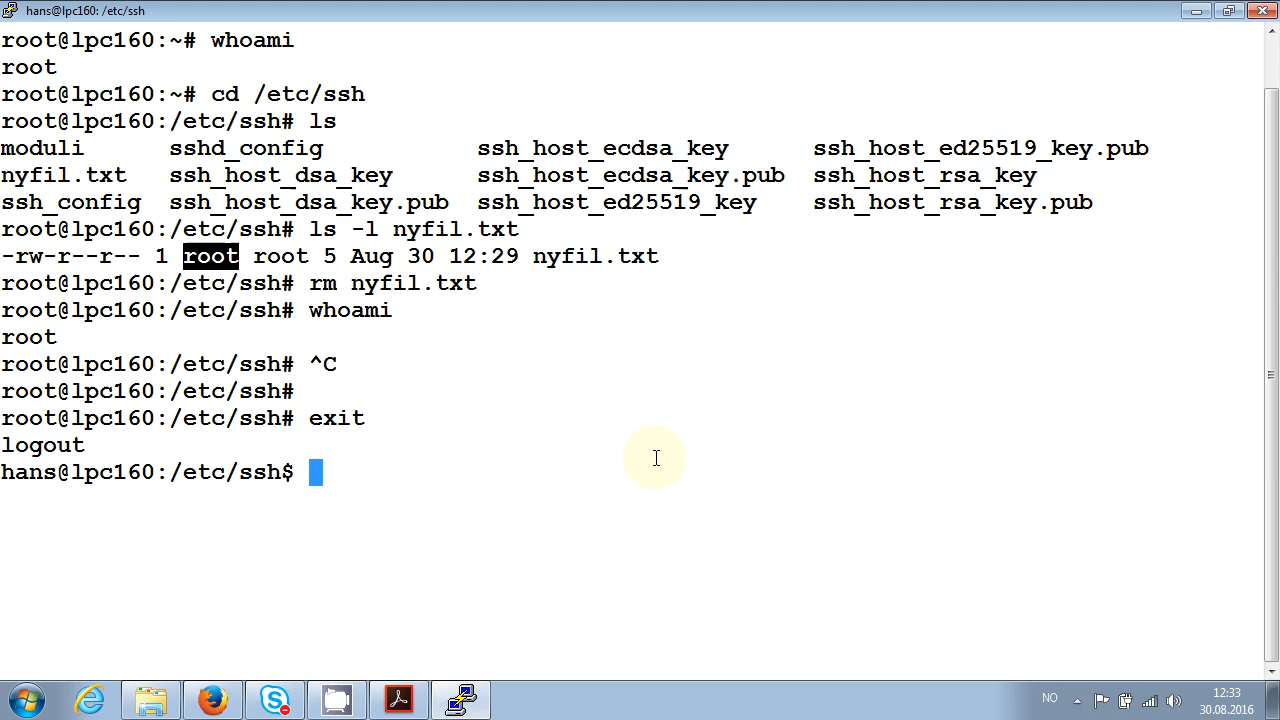 hans@lpc160: /etc/ssh
root@lpc160:~# whoami
root
root@lpc160:~# cd /etc/ssh
root@lpc160:/etc/ssh# ls
moduli      sshd_config           ssh_host_ecdsa_key      ssh_host_ed25519_key.pub
nyfil.txt   ssh_host_dsa_key      ssh_host_ecdsa_key.pub  ssh_host_rsa_key
ssh_config  ssh_host_dsa_key.pub  ssh_host_ed25519_key    ssh_host_rsa_key.pub
root@lpc160:/etc/ssh# ls -l nyfil.txt
-rw-r--r-- 1 root root 5 Aug 30 12:29 nyfil.txt
root@lpc160:/etc/ssh# rm nyfil.txt
root@lpc160:/etc/ssh# whoami
root
root@lpc160:/etc/ssh# ^C
root@lpc160:/etc/ssh#
root@lpc160:/etc/ssh# exit
logout
hans@lpc160:/etc/ssh$
NO
12:33
30.08.2016